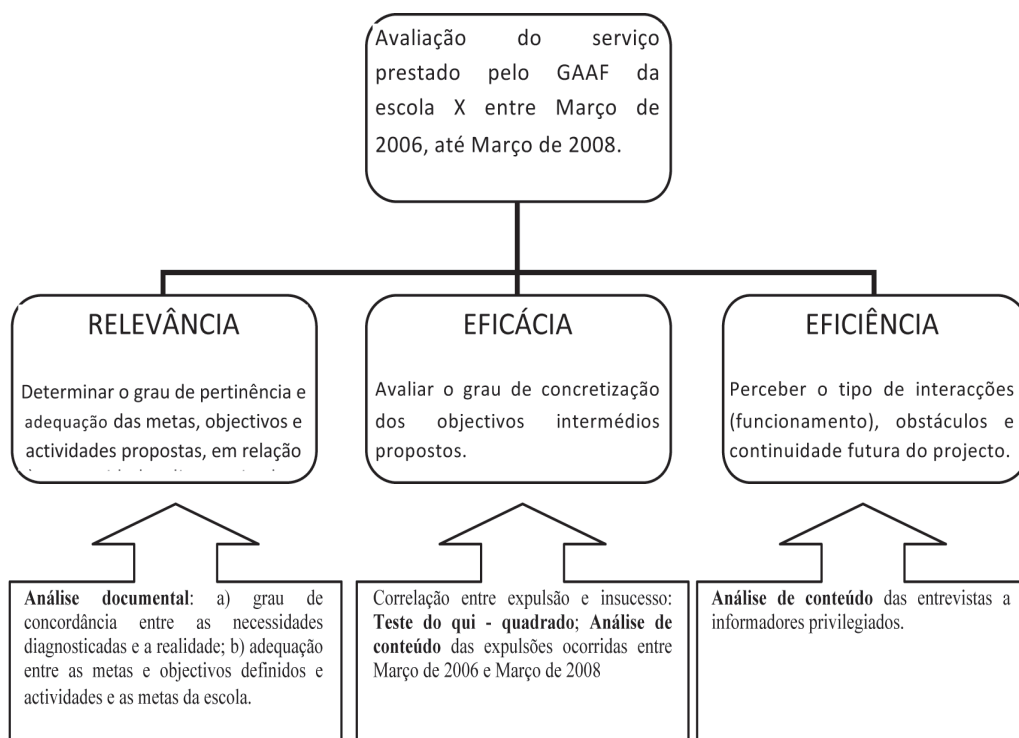 Avaliação do serviço
prestado pelo GAAF da
escola X entre Março de
2006, até Março de 2008.
RELEVÂNCIA
Determinar o grau de pertinência e
adequação das metas, objectivos e
actividades propostas, em relação
EFICÁCIA
Avaliar o grau de concretização
dos objectivos intermédios
propostos.
EFICIÊNCIA
Perceber o tipo de interacções
(funcionamento), obstáculos e
continuidade futura do projecto.
Análise documental: a) grau de
concordância entre as necessidades
diagnosticadas e a realidade; b) adequação
entre as metas e objectivos definidos e
actividades e as metas da escola.
Correlação entre expulsão e insucesso:
Teste do qui - quadrado; Análise de
conteúdo das expulsões ocorridas entre
Março de 2006 e Março de 2008
Análise de conteúdo das entrevistas a
informadores privilegiados.